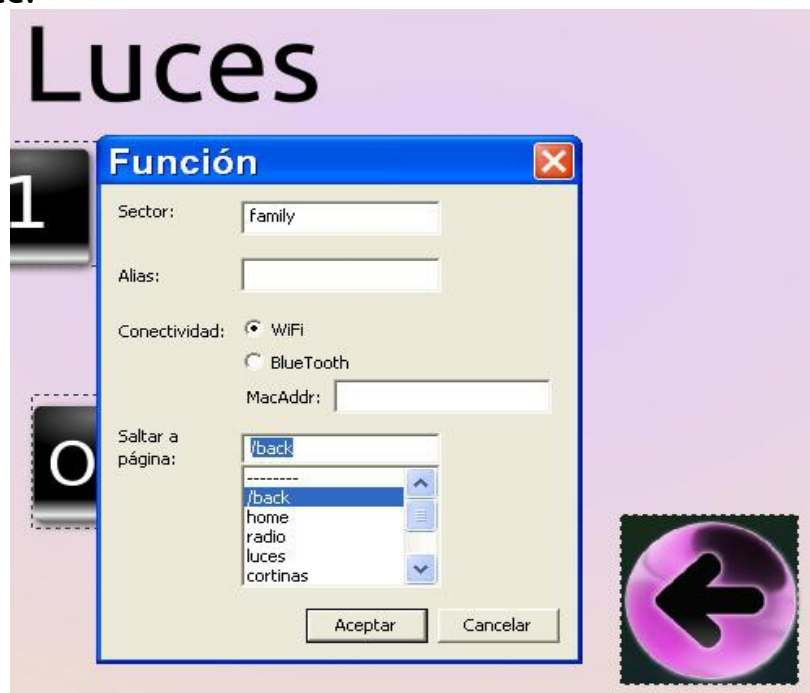 Luces
1
Función
Sector: family
Alias:
Conectividad: WiFi
BlueTooth
MacAddr:
Saltar a página: /back
--------
/back
home
radio
luces
cortinas
O
Aceptar Cancelar